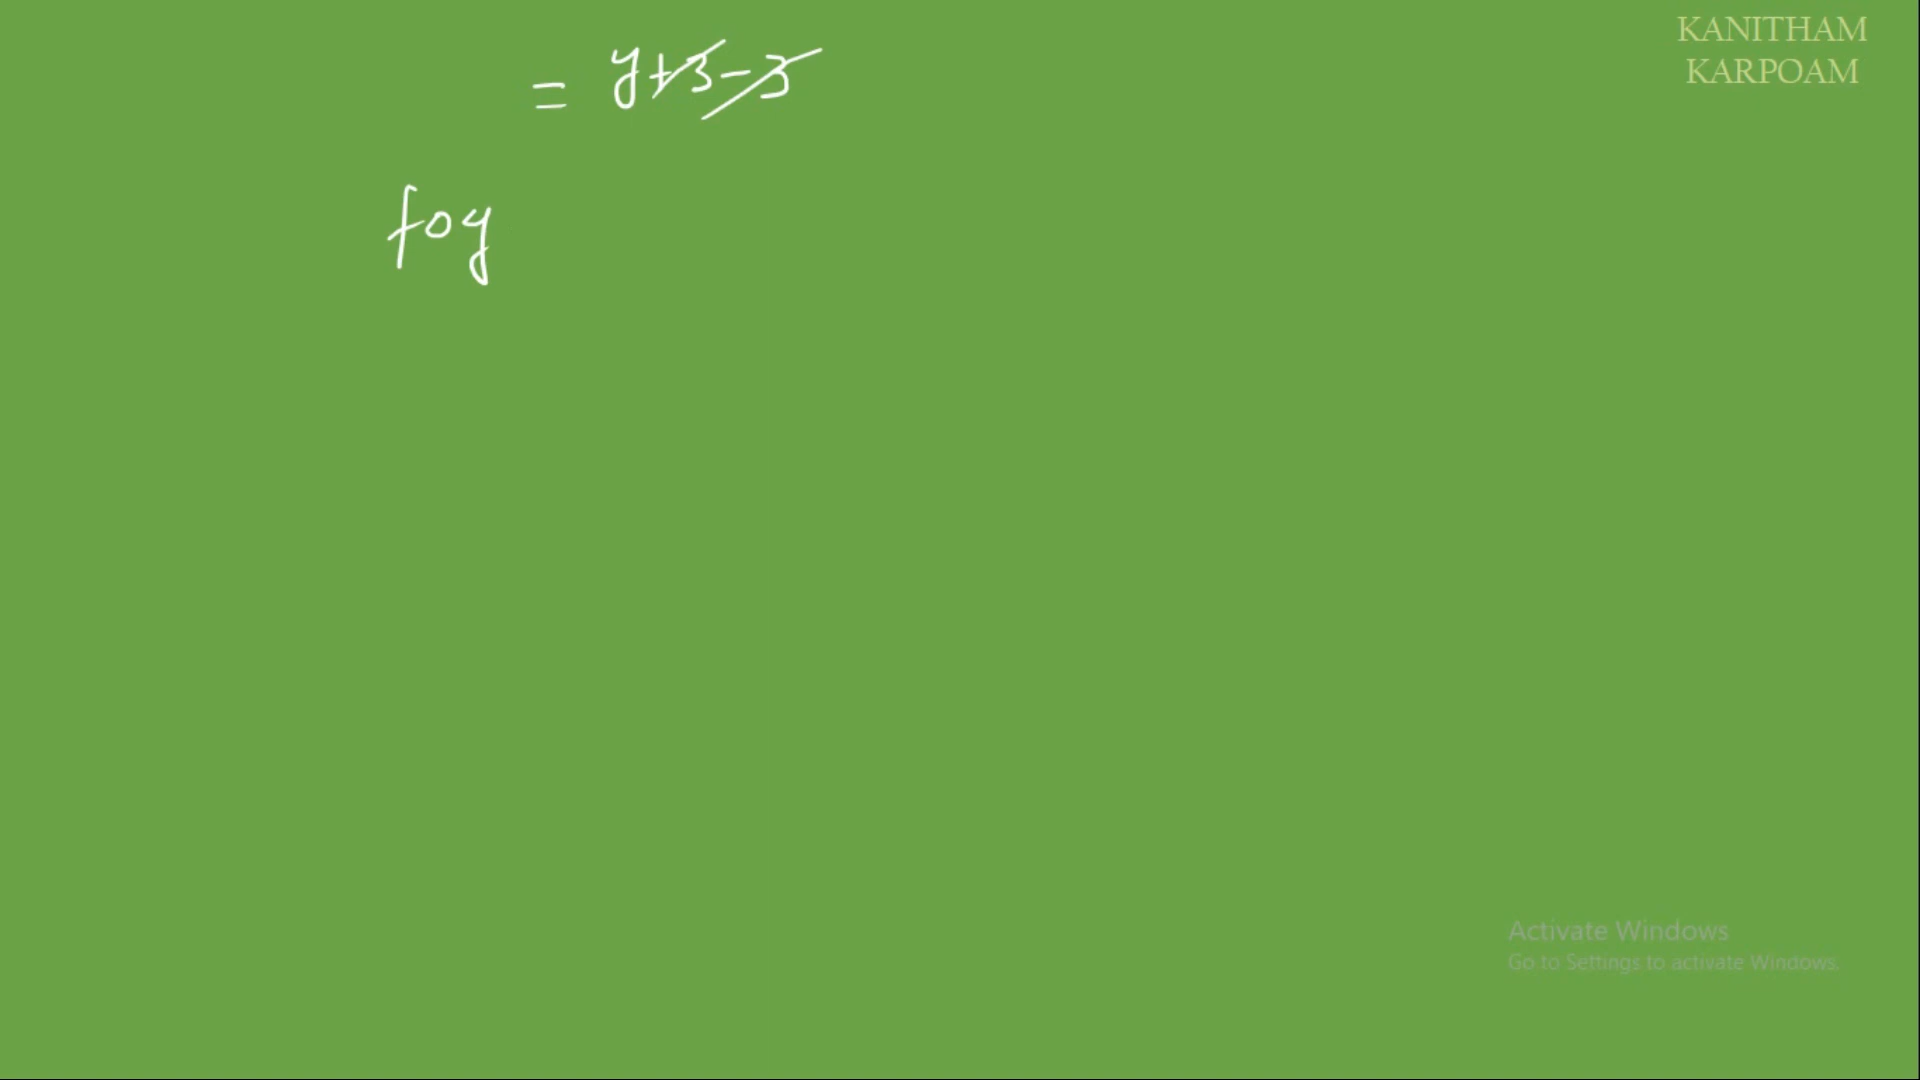 = y+3-3
fog
KANITHAM
KARPOAM
Activate Windows
Go to Settings to activate Windows.